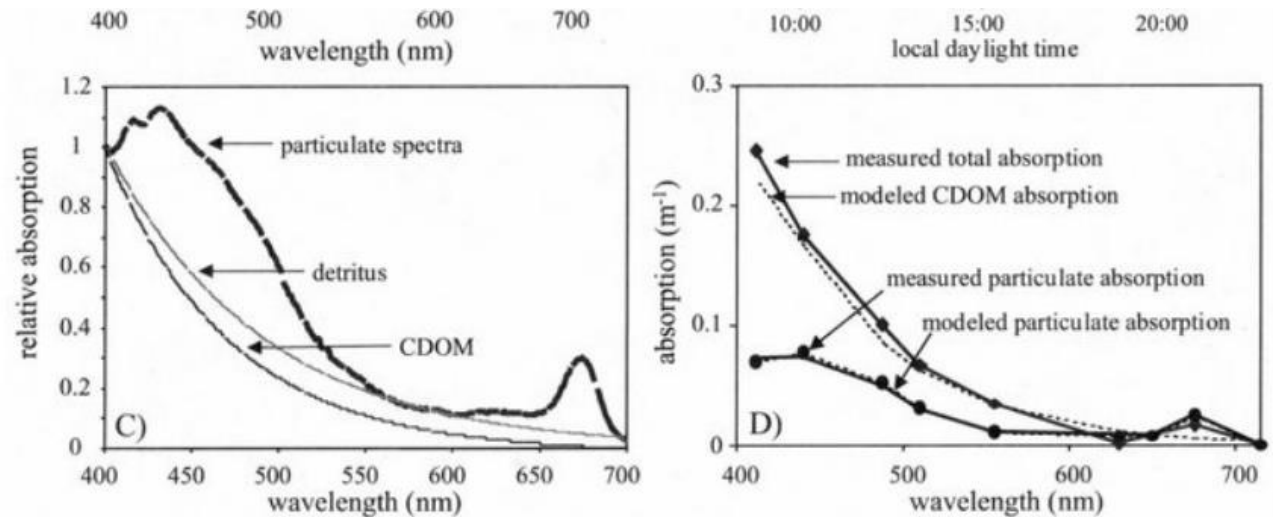 400 500 600 700
wavelength (nm)
10:00 15:00 20:00
local daylight time
1.2
1
0.8
0.6
0.4
0.2
0
relative absorption
particulate spectra
detritus
CDOM
C)
400 450 500 550 600 650 700
wavelength (nm)
0.3
0.2
0.1
0
absorption (m⁻¹)
measured total absorption
modeled CDOM absorption
measured particulate absorption
modeled particulate absorption
D)
400 500 600 700
wavelength (nm)